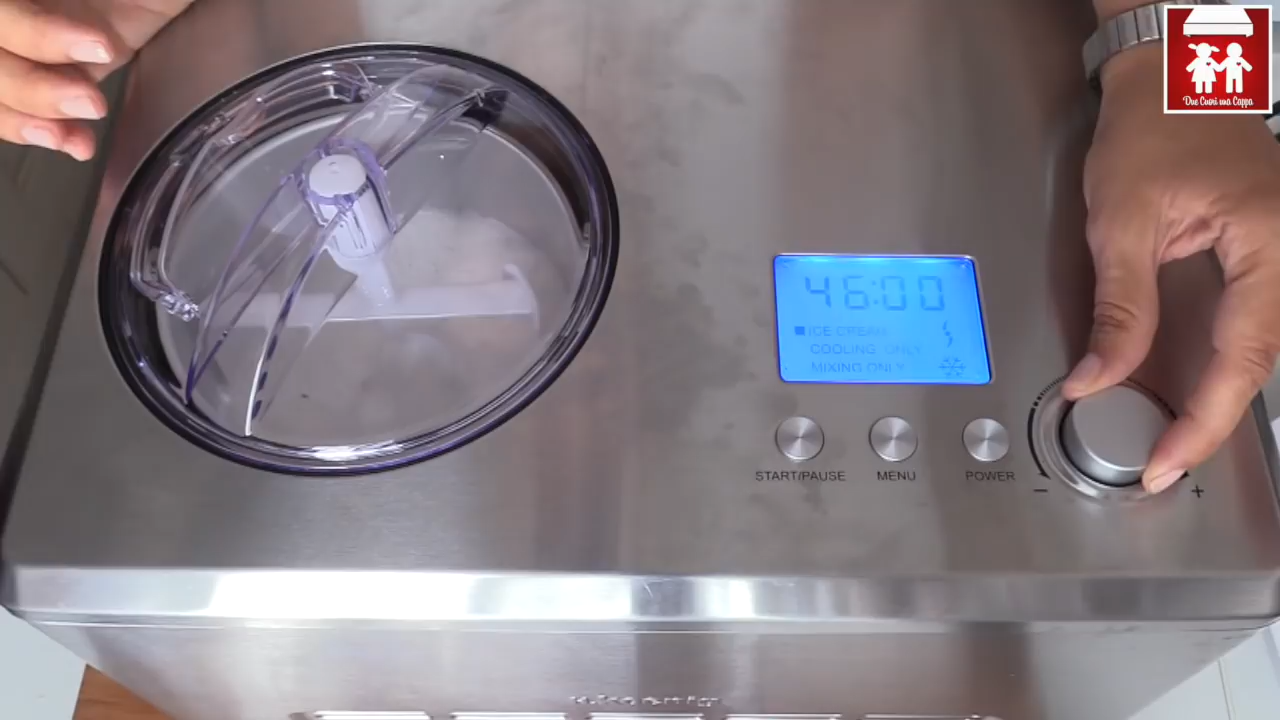 Due Cuori una Cappa
46:00
ICE CREAM
COOLING ONLY
MIXING ONLY
START/PAUSE
MENU
POWER
- +